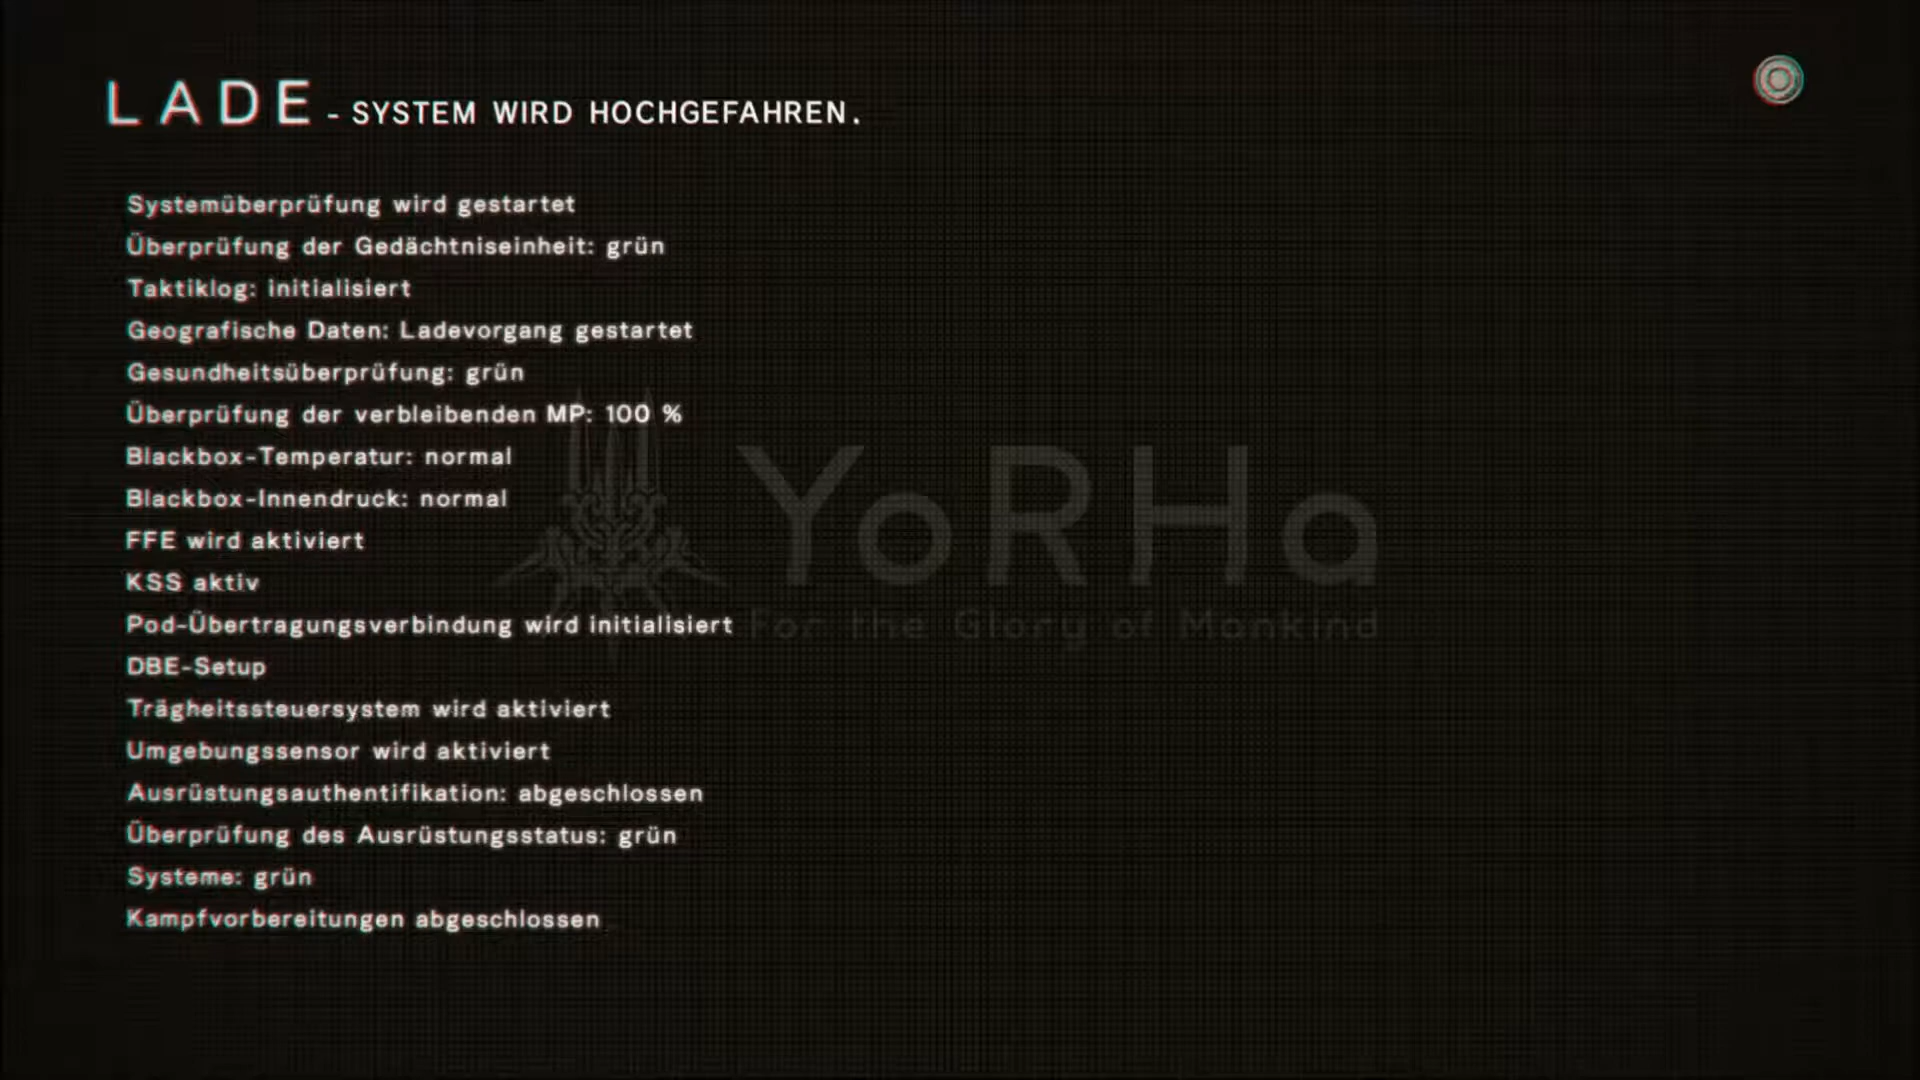 LADE - SYSTEM WIRD HOCHGEFAHREN.
Systemüberprüfung wird gestartet
Überprüfung der Gedächtniseinheit: grün
Taktiklog: initialisiert
Geografische Daten: Ladevorgang gestartet
Gesundheitsüberprüfung: grün
Überprüfung der verbleibenden MP: 100 %
Blackbox-Temperatur: normal
Blackbox-Innendruck: normal
FFE wird aktiviert
KSS aktiv
Pod-Übertragungsverbindung wird initialisiert
DBE-Setup
Trägheitssteuersystem wird aktiviert
Umgebungssensor wird aktiviert
Ausrüstungsauthentifikation: abgeschlossen
Überprüfung des Ausrüstungsstatus: grün
Systeme: grün
Kampfvorbereitungen abgeschlossen
YoRHa
For the Glory of Mankind